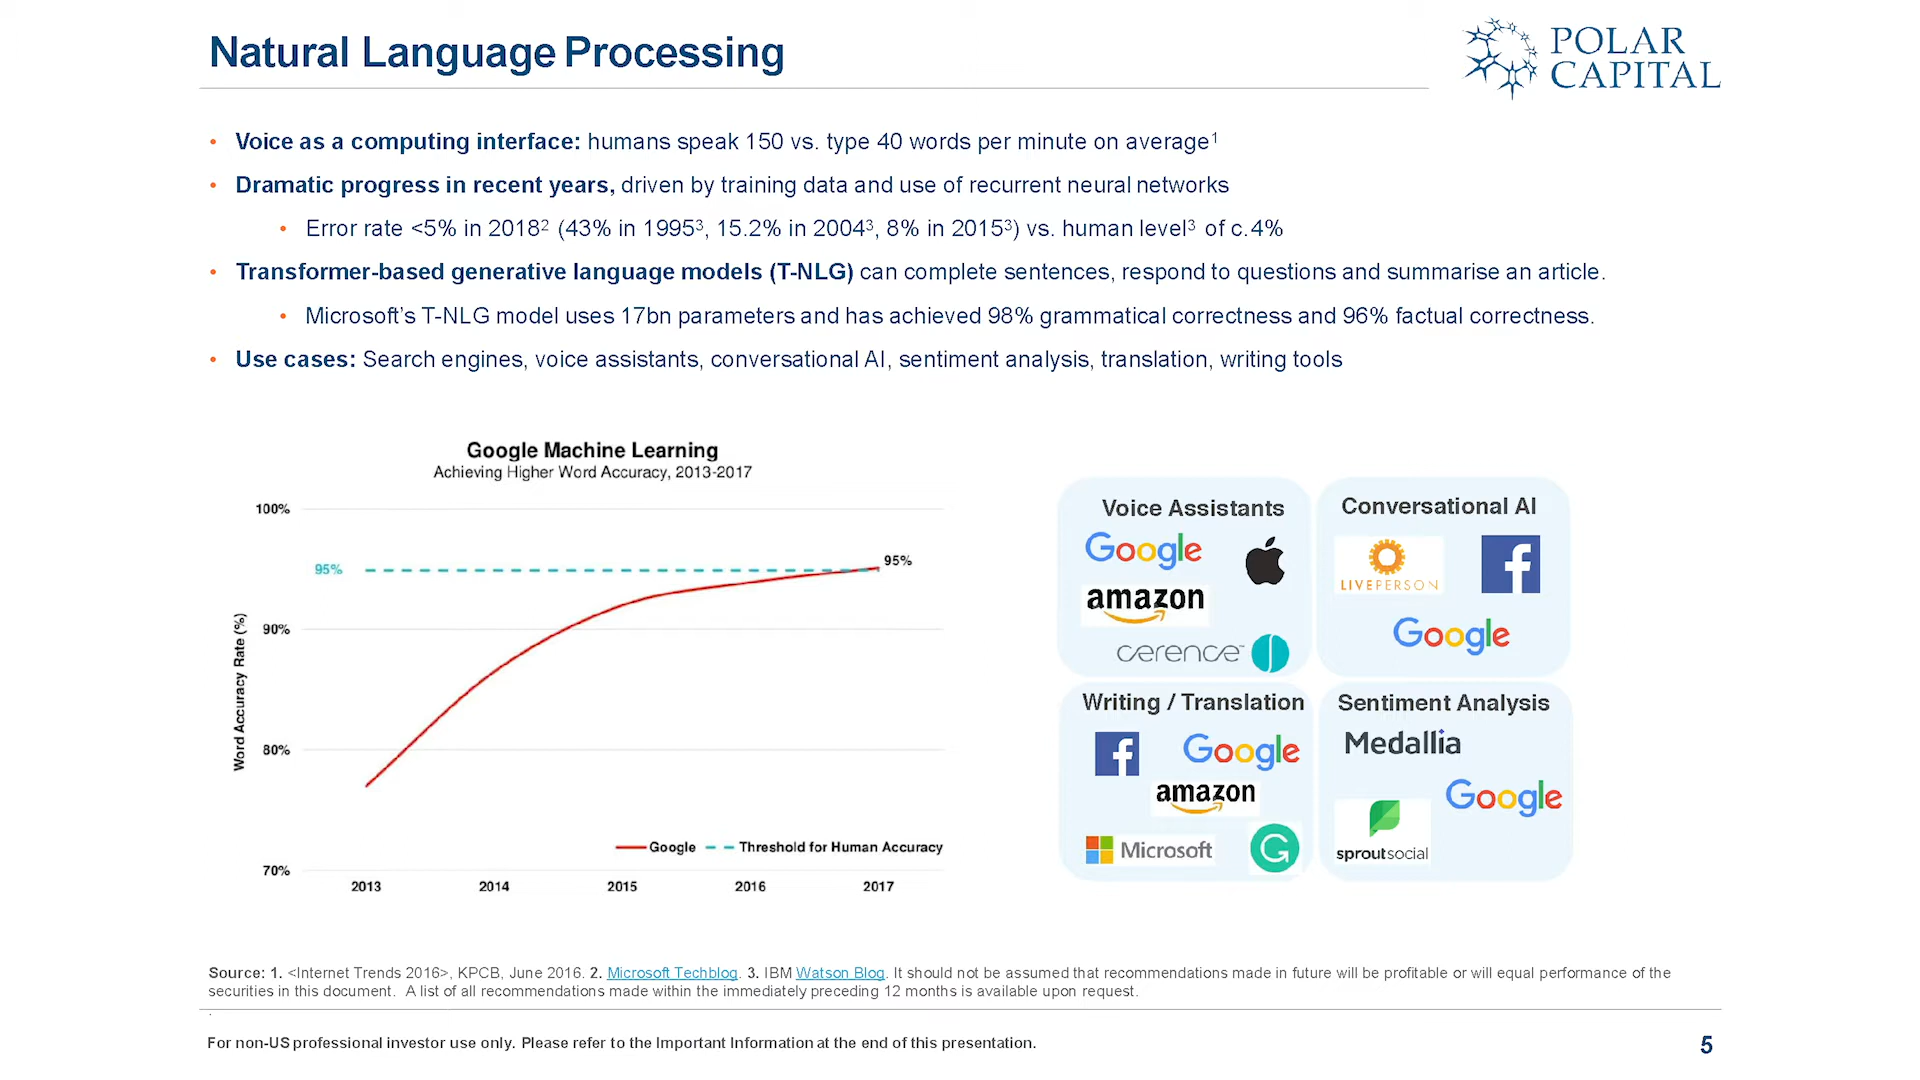 Natural Language Processing
POLAR
CAPITAL
• Voice as a computing interface: humans speak 150 vs. type 40 words per minute on average¹
• Dramatic progress in recent years, driven by training data and use of recurrent neural networks
• Error rate <5% in 2018² (43% in 1995³, 15.2% in 2004³, 8% in 2015³) vs. human level³ of c.4%
• Transformer-based generative language models (T-NLG) can complete sentences, respond to questions and summarise an article.
• Microsoft's T-NLG model uses 17bn parameters and has achieved 98% grammatical correctness and 96% factual correctness.
• Use cases: Search engines, voice assistants, conversational AI, sentiment analysis, translation, writing tools
Google Machine Learning
Achieving Higher Word Accuracy, 2013-2017
Word Accuracy Rate (%)
100%
95%
95%
90%
80%
Google
Threshold for Human Accuracy
70%
2013 2014 2015 2016 2017
Voice Assistants
Google
amazon
cerence™
Conversational AI
LIVEPERSON
f
Google
Writing / Translation
f
Google
amazon
Microsoft
G
Sentiment Analysis
Medallia
Google
sproutsocial
Source: 1. <Internet Trends 2016>, KPCB, June 2016. 2. Microsoft Techblog. 3. IBM Watson Blog. It should not be assumed that recommendations made in future will be profitable or will equal performance of the
securities in this document. A list of all recommendations made within the immediately preceding 12 months is available upon request.
.
For non-US professional investor use only. Please refer to the Important Information at the end of this presentation.
5